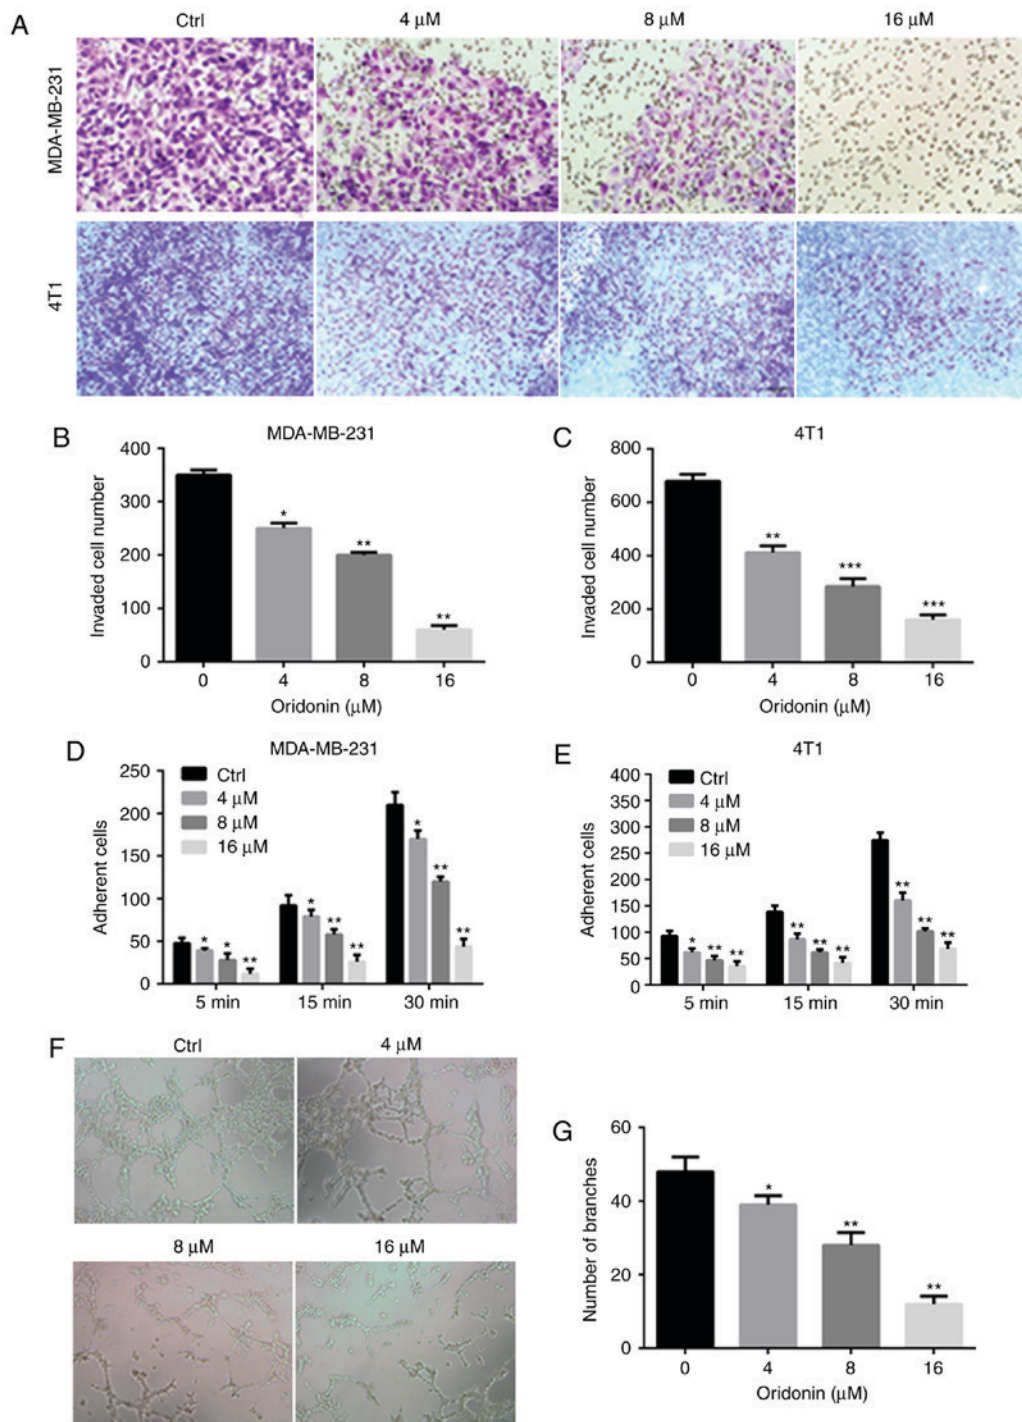 A
Ctrl
4 μM
8 μM
16 μM
MDA-MB-231
4T1
B
MDA-MB-231
Invaded cell number
400
300
200
100
0
*
**
**
0
4
8
16
Oridonin (μM)
C
4T1
Invaded cell number
800
600
400
200
0
**
***
***
0
4
8
16
Oridonin (μM)
D
MDA-MB-231
Adherent cells
250
200
150
100
50
0
Ctrl
4 μM
8 μM
16 μM
*
*
**
*
**
**
*
**
**
5 min
15 min
30 min
E
4T1
Adherent cells
400
350
300
250
200
150
100
50
0
Ctrl
4 μM
8 μM
16 μM
*
**
**
**
**
**
**
**
**
5 min
15 min
30 min
F
Ctrl
4 μM
8 μM
16 μM
G
Number of branches
60
40
20
0
*
**
**
0
4
8
16
Oridonin (μM)